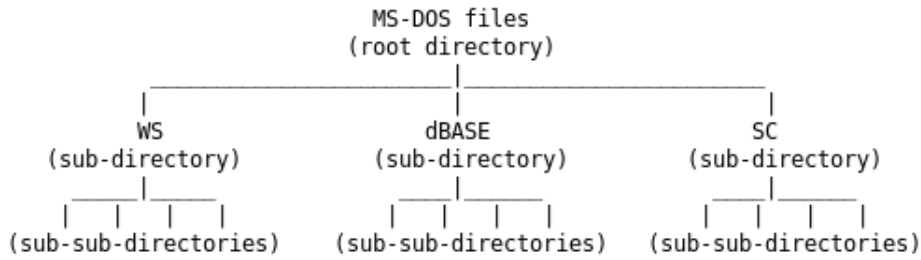 MS-DOS files
(root directory)
WS dBASE SC
(sub-directory) (sub-directory) (sub-directory)
(sub-sub-directories) (sub-sub-directories) (sub-sub-directories)